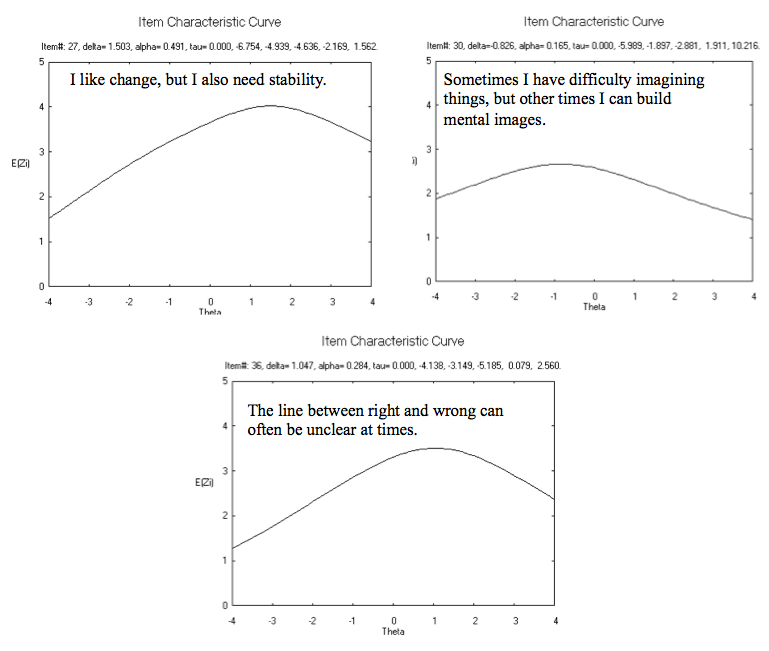 Item Characteristic Curve
Item#: 27, delta= 1.503, alpha= 0.491, tau= 0.000, -6.754, -4.939, -4.636, -2.169, 1.562.
I like change, but I also need stability.
5
4
3
E(Zi)
2
1
0
-4 -3 -2 -1 0 1 2 3 4
Theta
Item Characteristic Curve
Item#: 30, delta=-0.826, alpha= 0.165, tau= 0.000, -5.989, -1.897, -2.881, 1.911, 10.216.
Sometimes I have difficulty imagining
things, but other times I can build
mental images.
5
4
3
i)
2
1
0
-4 -3 -2 -1 0 1 2 3 4
Theta
Item Characteristic Curve
Item#: 36, delta= 1.047, alpha= 0.284, tau= 0.000, -4.138, -3.149, -5.185, 0.079, 2.560.
The line between right and wrong can
often be unclear at times.
5
4
3
E(Zi)
2
1
0
-4 -3 -2 -1 0 1 2 3 4
Theta